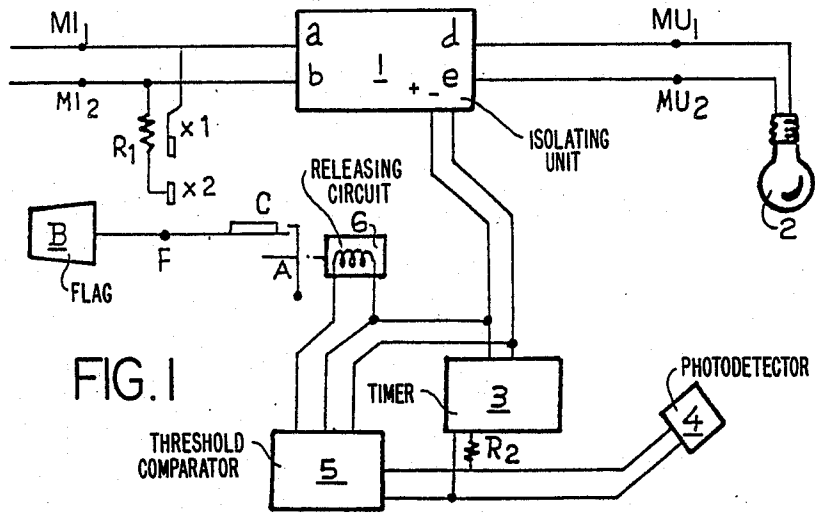 MI1
a
d
MU1
b
1
e
+ -
MI2
MU2
R1
x1
x2
ISOLATING
UNIT
RELEASING
CIRCUIT
2
C
6
B
F
A
FLAG
FIG. 1
PHOTODETECTOR
TIMER
3
4
THRESHOLD
COMPARATOR
5
R2